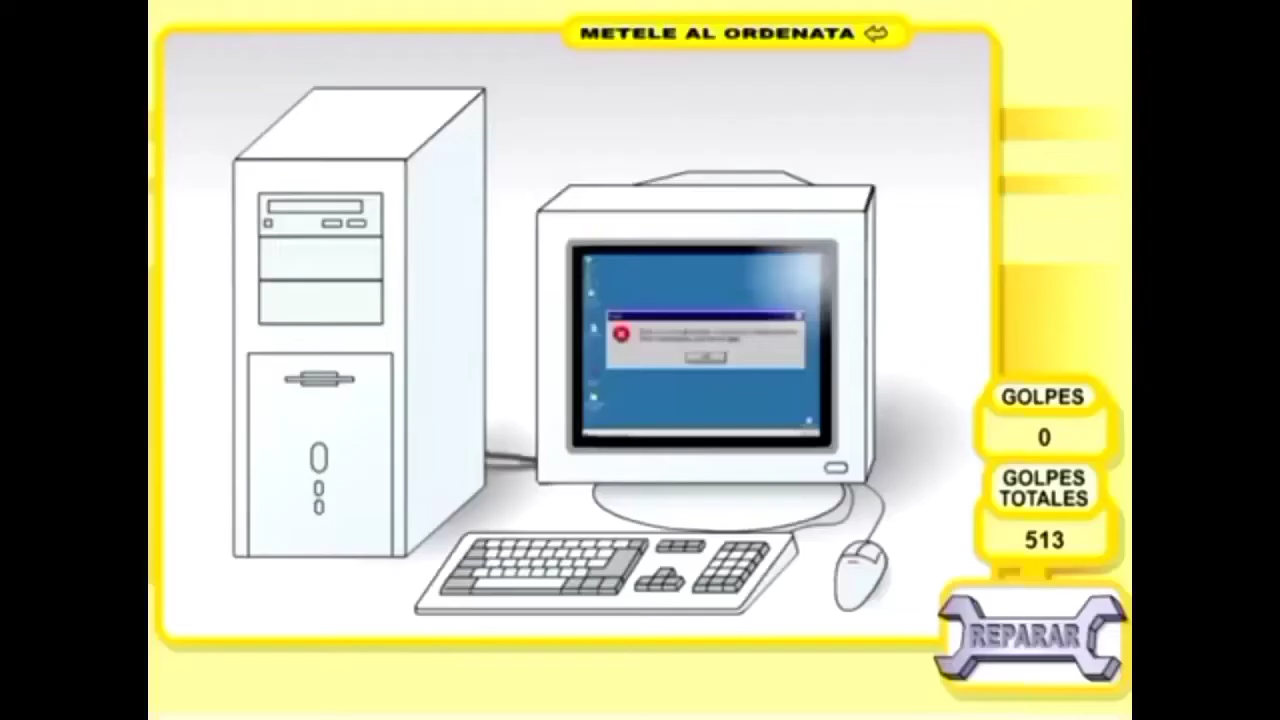 METELE AL ORDENATA
GOLPES
0
GOLPES
TOTALES
513
REPARAR